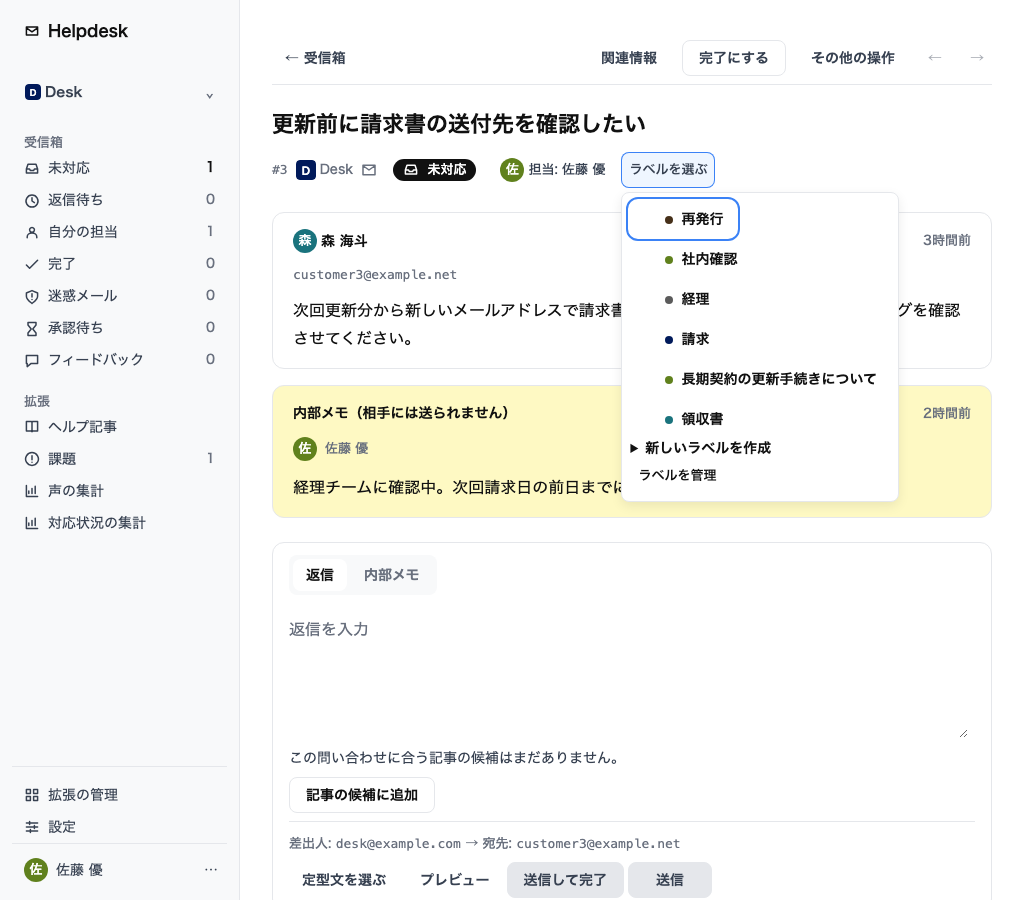 Helpdesk
D Desk
受信箱
未対応 1
返信待ち 0
自分の担当 1
完了 0
迷惑メール 0
承認待ち 0
フィードバック 0
拡張
ヘルプ記事
課題 1
声の集計
対応状況の集計
拡張の管理
設定
佐 佐藤 優 …
← 受信箱 関連情報 完了にする その他の操作 ← →
更新前に請求書の送付先を確認したい
#3 D Desk 未対応 佐 担当: 佐藤 優 ラベルを選ぶ
再発行
社内確認
経理
請求
長期契約の更新手続きについて
領収書
新しいラベルを作成
ラベルを管理
森 森 海斗 3時間前
customer3@example.net
次回更新分から新しいメールアドレスで請求書 グを確認
させてください。
内部メモ（相手には送られません） 2時間前
佐 佐藤 優
経理チームに確認中。次回請求日の前日までに
返信 内部メモ
返信を入力
この問い合わせに合う記事の候補はまだありません。
記事の候補に追加
差出人: desk@example.com → 宛先: customer3@example.net
定型文を選ぶ プレビュー 送信して完了 送信